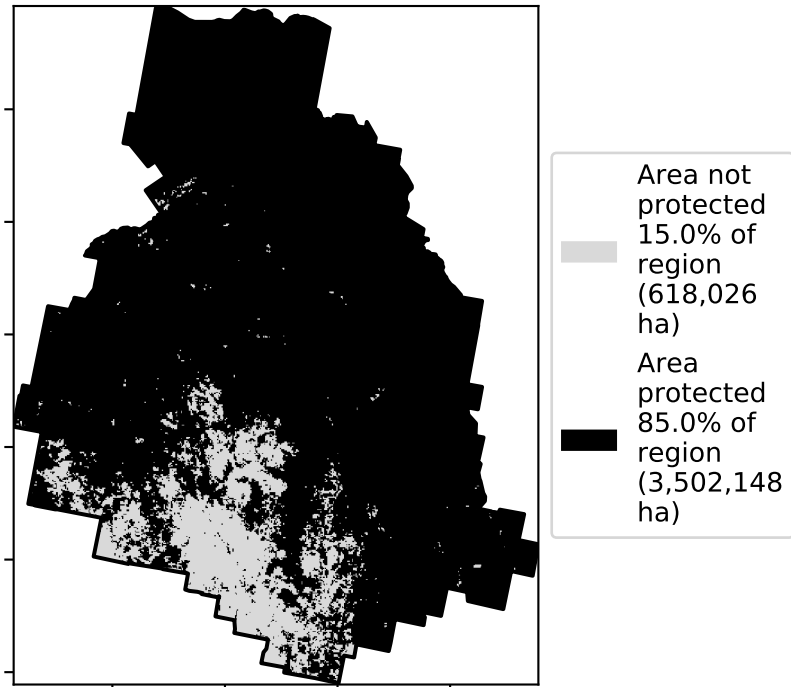 Area not
protected
15.0% of
region
(618,026
ha)
Area
protected
85.0% of
region
(3,502,148
ha)